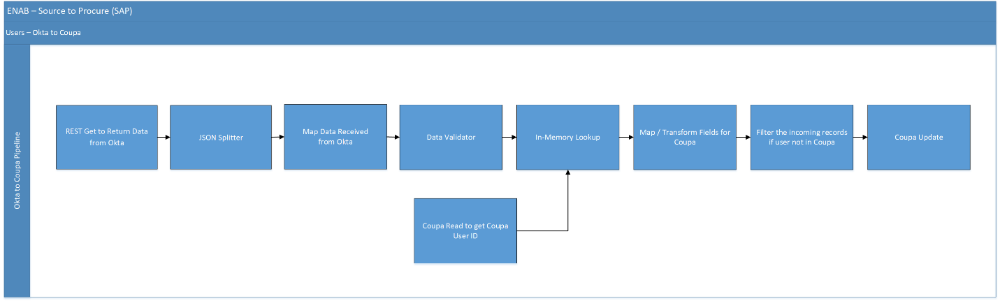 ENAB – Source to Procure (SAP)
Users – Okta to Coupa
Okta to Coupa Pipeline
REST Get to Return Data
from Okta
JSON Splitter
Map Data Received
from Okta
Data Validator
In-Memory Lookup
Map / Transform Fields for
Coupa
Filter the incoming records
if user not in Coupa
Coupa Update
Coupa Read to get Coupa
User ID